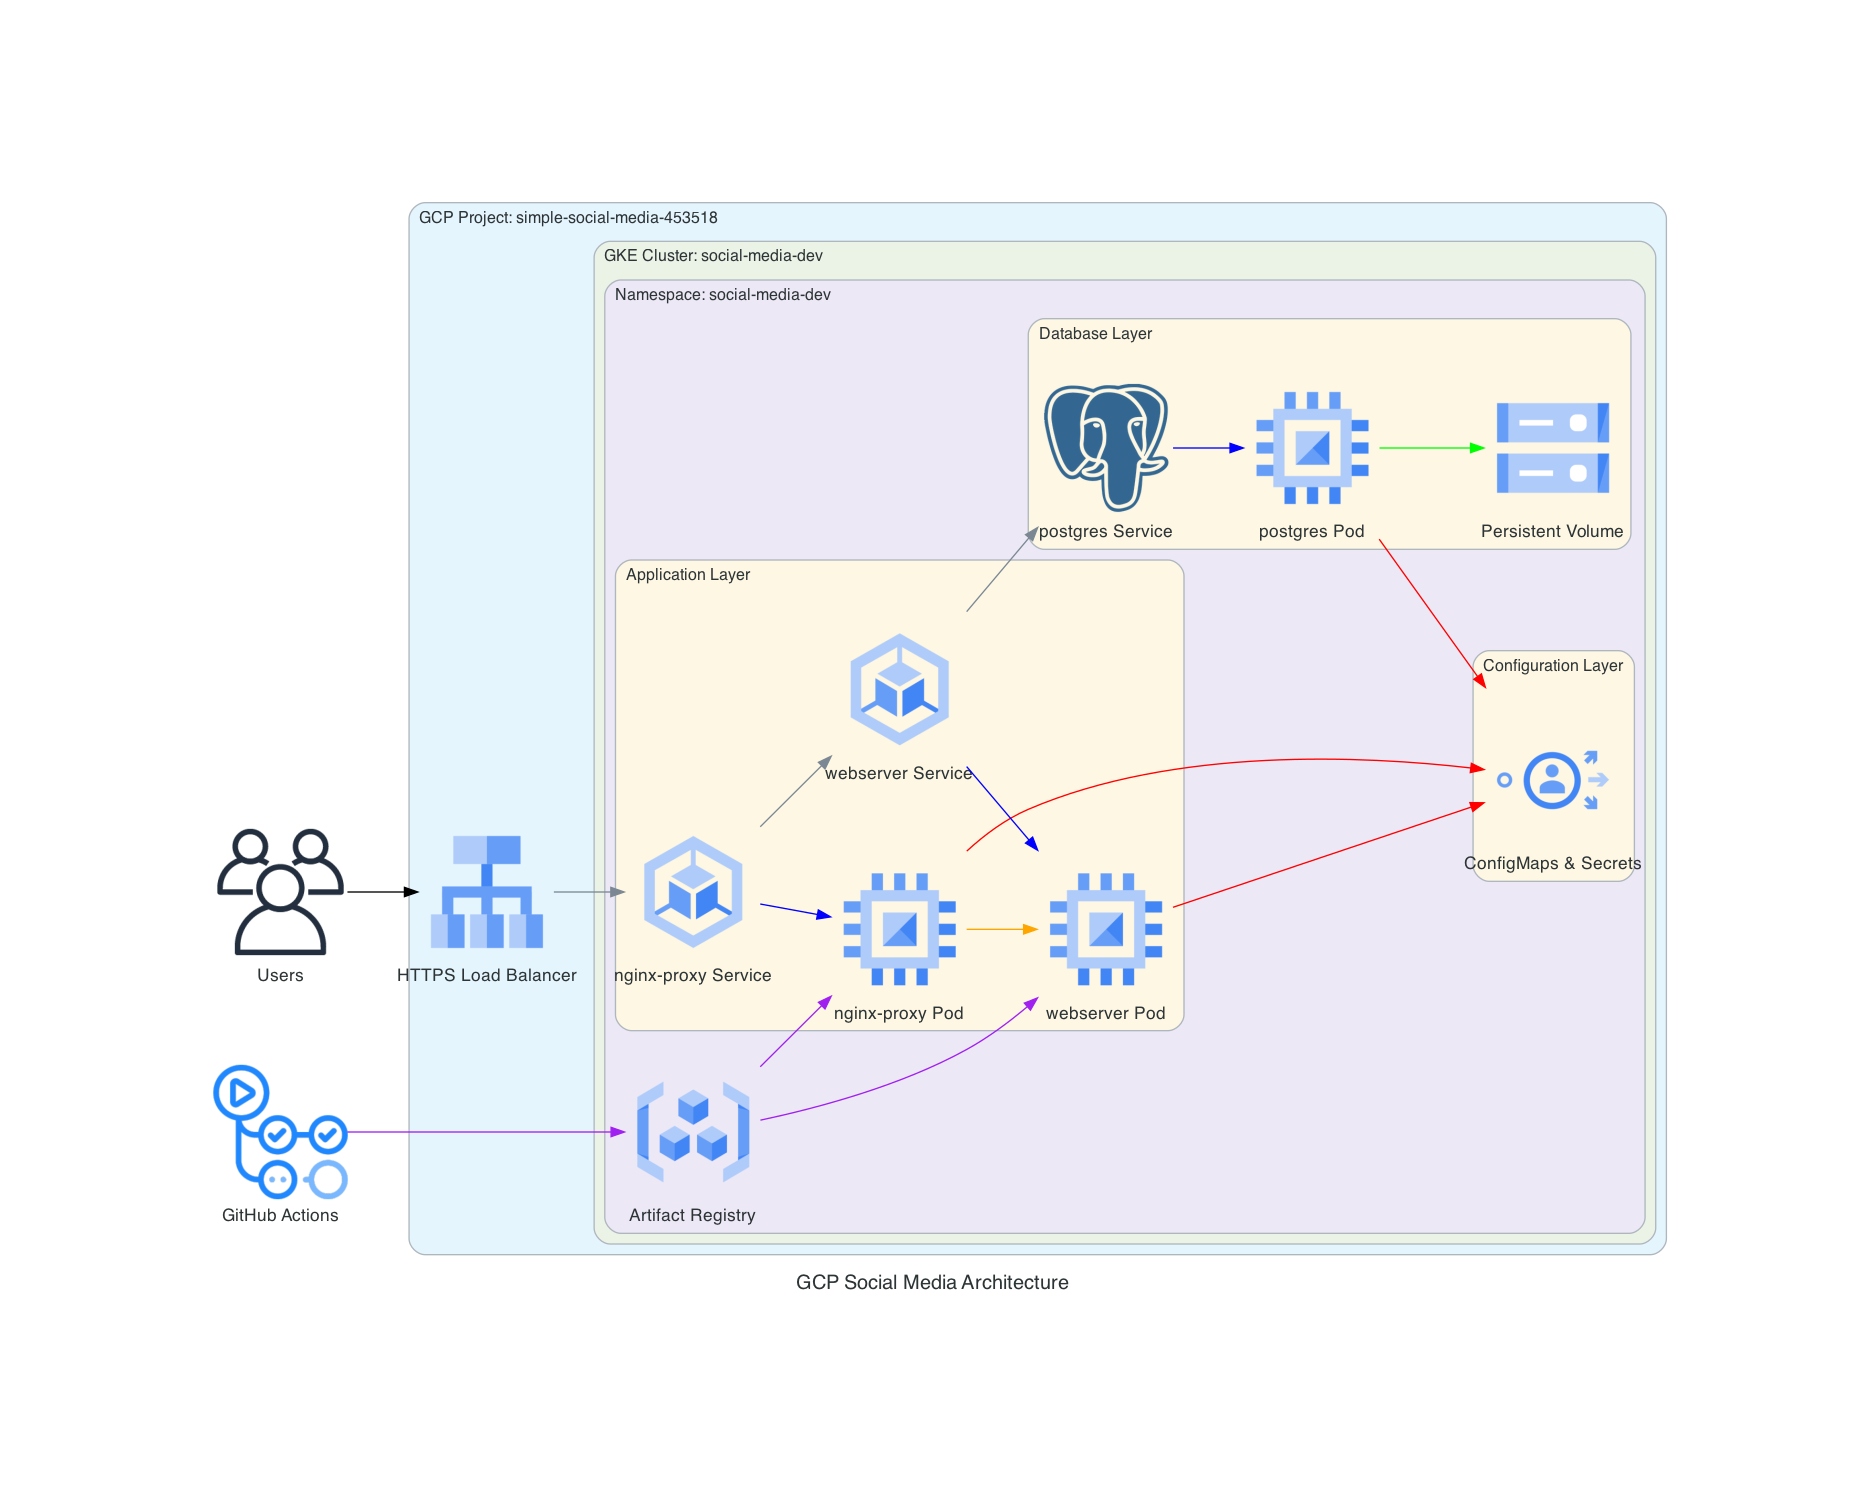 GCP Project: simple-social-media-453518
GKE Cluster: social-media-dev
Namespace: social-media-dev
Database Layer
postgres Service
postgres Pod
Persistent Volume
Application Layer
webserver Service
Configuration Layer
ConfigMaps & Secrets
Users
HTTPS Load Balancer
nginx-proxy Service
nginx-proxy Pod
webserver Pod
GitHub Actions
Artifact Registry
GCP Social Media Architecture